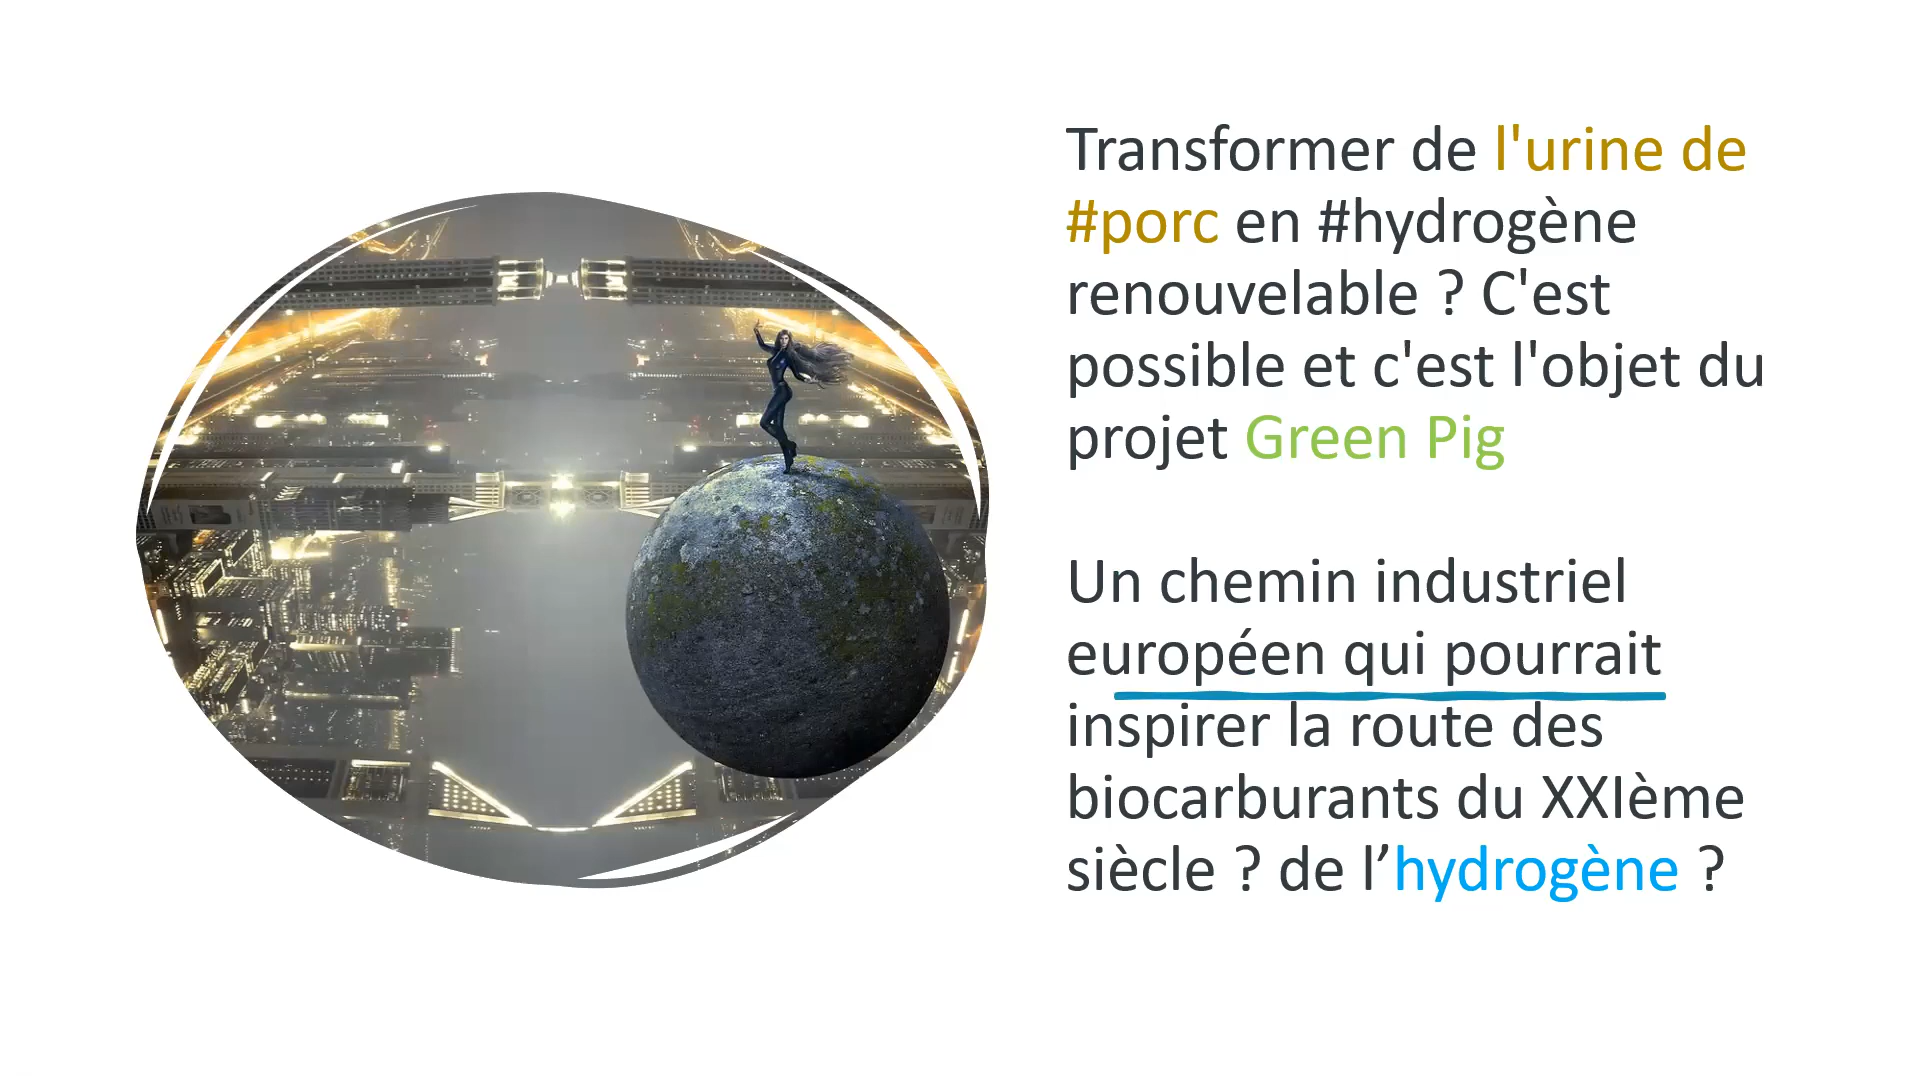 Transformer de l'urine de
#porc en #hydrogène
renouvelable ? C'est
possible et c'est l'objet du
projet Green Pig
Un chemin industriel
européen qui pourrait
inspirer la route des
biocarburants du XXIème
siècle ? de l’hydrogène ?